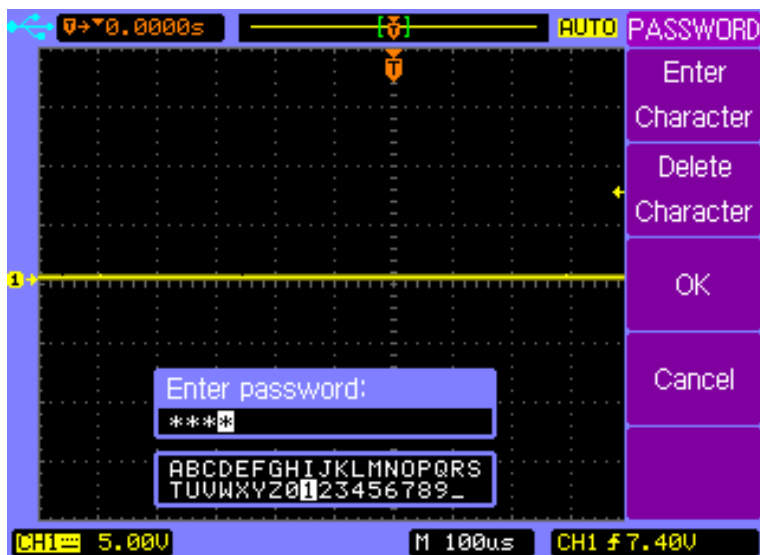 T→▼0.0000s
[T]
AUTO
PASSWORD
T
Enter
Character
Delete
Character
1
OK
Enter password:
****
Cancel
ABCDEFGHIJKLMNOPQRS
TUVWXYZ0123456789_
CH1 5.00V
M 100us
CH1 7.40V